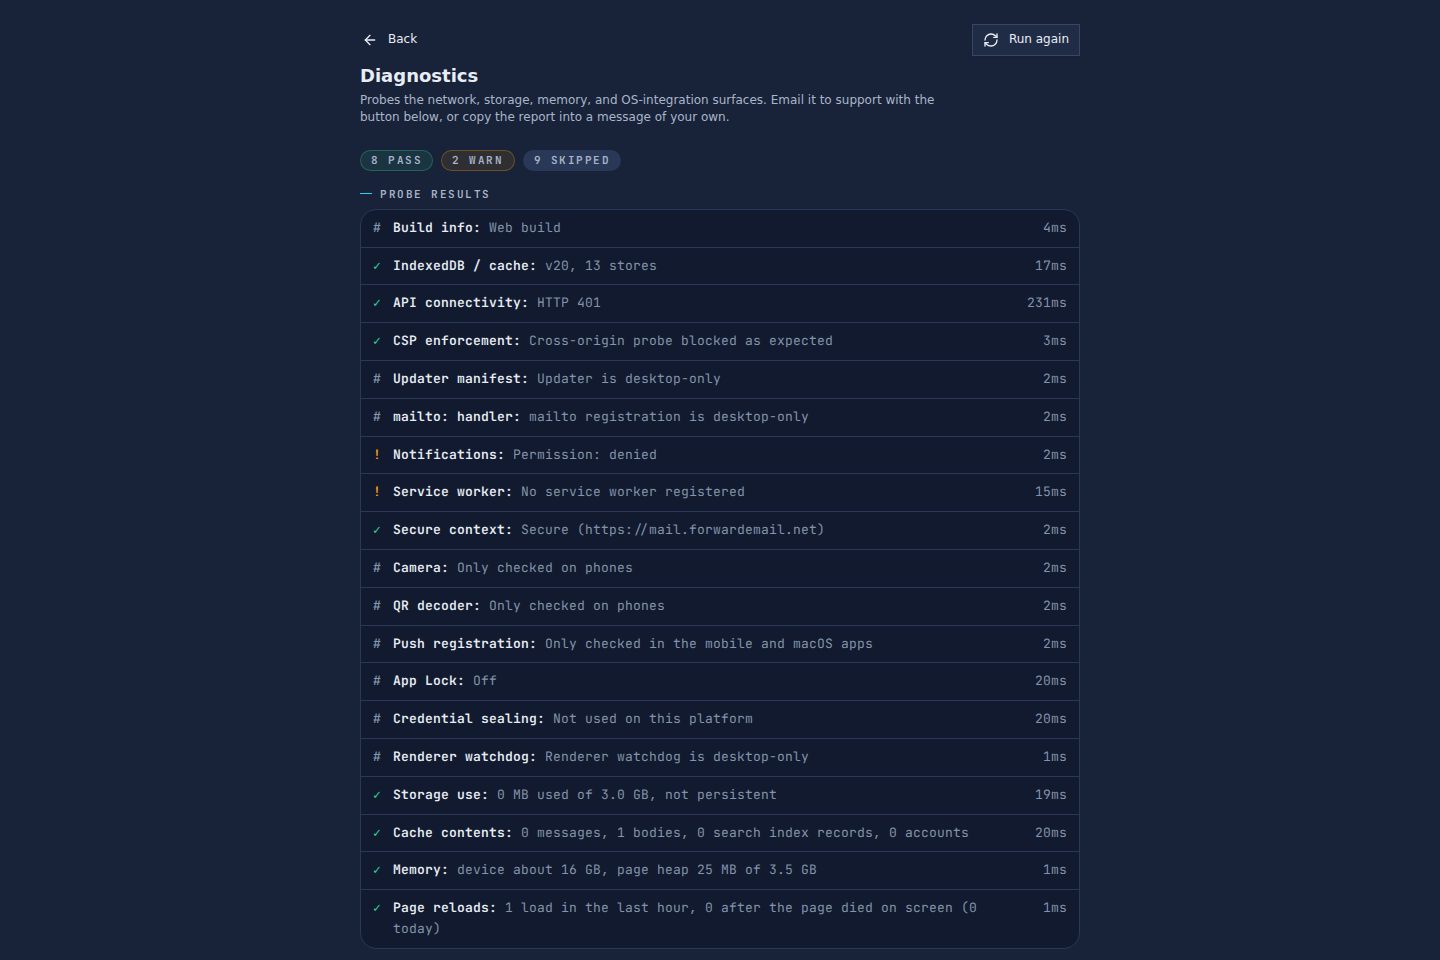 Back
Run again
Diagnostics
Probes the network, storage, memory, and OS-integration surfaces. Email it to support with the
button below, or copy the report into a message of your own.
8 PASS
2 WARN
9 SKIPPED
PROBE RESULTS
# Build info: Web build 4ms
✓ IndexedDB / cache: v20, 13 stores 17ms
✓ API connectivity: HTTP 401 231ms
✓ CSP enforcement: Cross-origin probe blocked as expected 3ms
# Updater manifest: Updater is desktop-only 2ms
# mailto: handler: mailto registration is desktop-only 2ms
! Notifications: Permission: denied 2ms
! Service worker: No service worker registered 15ms
✓ Secure context: Secure (https://mail.forwardemail.net) 2ms
# Camera: Only checked on phones 2ms
# QR decoder: Only checked on phones 2ms
# Push registration: Only checked in the mobile and macOS apps 2ms
# App Lock: Off 20ms
# Credential sealing: Not used on this platform 20ms
# Renderer watchdog: Renderer watchdog is desktop-only 1ms
✓ Storage use: 0 MB used of 3.0 GB, not persistent 19ms
✓ Cache contents: 0 messages, 1 bodies, 0 search index records, 0 accounts 20ms
✓ Memory: device about 16 GB, page heap 25 MB of 3.5 GB 1ms
✓ Page reloads: 1 load in the last hour, 0 after the page died on screen (0 1ms
today)